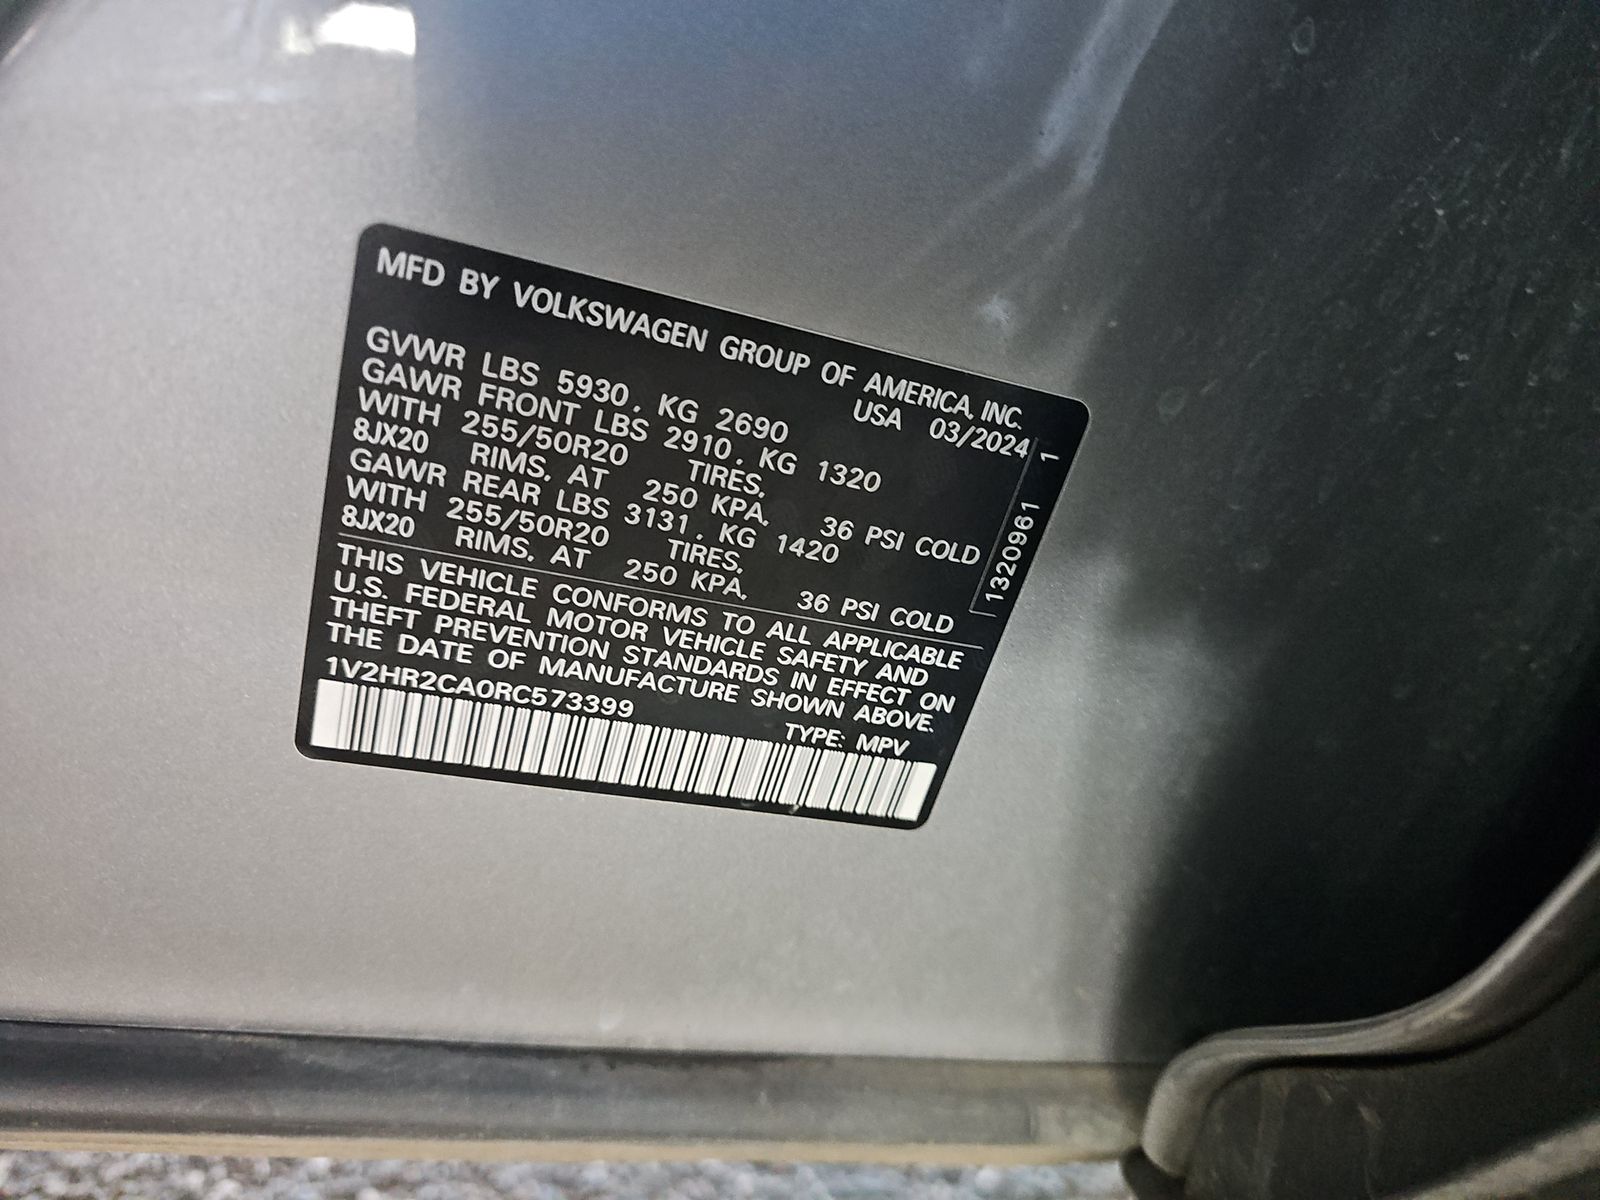 MFD BY VOLKSWAGEN GROUP OF AMERICA, INC.
USA 03/2024
GVWR LBS 5930, KG 2690
GAWR FRONT LBS 2910, KG 1320
WITH 255/50R20 TIRES,
8JX20 RIMS, AT 250 KPA, 36 PSI COLD
GAWR REAR LBS 3131, KG 1420
WITH 255/50R20 TIRES,
8JX20 RIMS, AT 250 KPA, 36 PSI COLD
1320961 1
THIS VEHICLE CONFORMS TO ALL APPLICABLE
U.S. FEDERAL MOTOR VEHICLE SAFETY AND
THEFT PREVENTION STANDARDS IN EFFECT ON
THE DATE OF MANUFACTURE SHOWN ABOVE.
1V2HR2CA0RC573399 TYPE: MPV